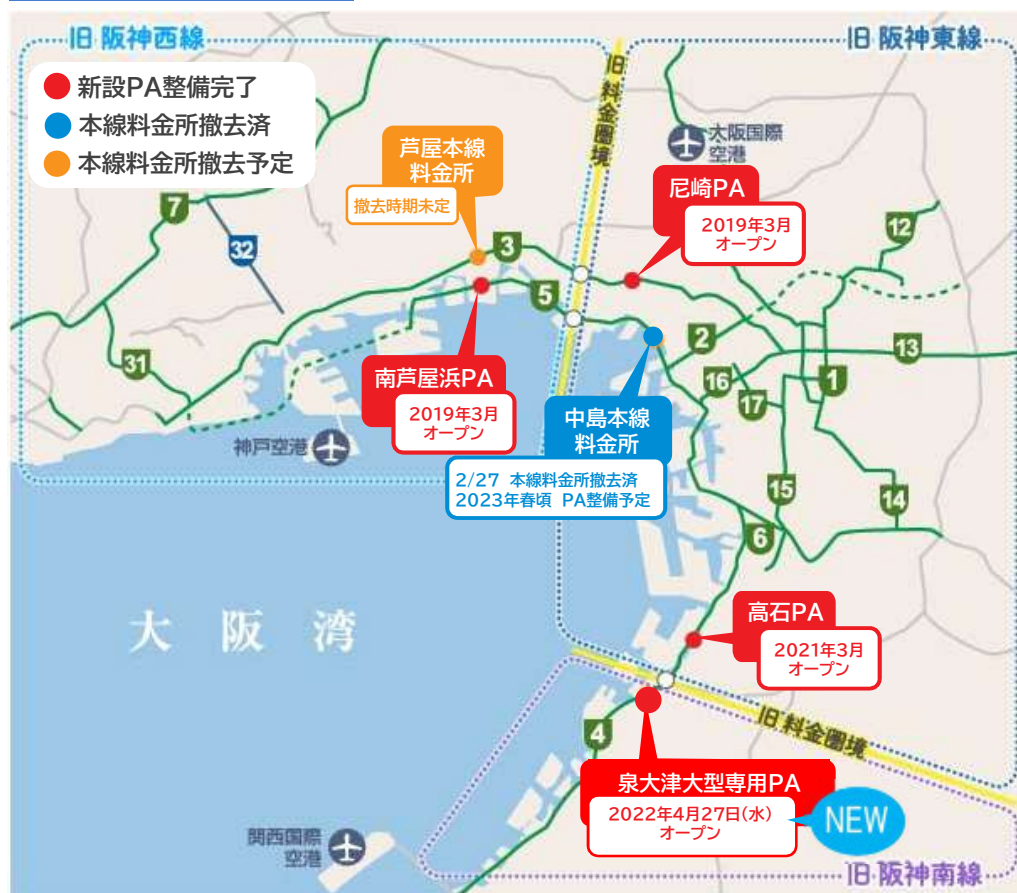 旧 阪神西線
旧 阪神東線
新設PA整備完了
本線料金所撤去済
本線料金所撤去予定
旧 料金圏境
大阪国際
空港
芦屋本線
料金所
撤去時期未定
尼崎PA
2019年3月
オープン
7
32
3
12
5
2
13
31
16
1
17
南芦屋浜PA
2019年3月
オープン
中島本線
料金所
神戸空港
2/27 本線料金所撤去済
2023年春頃 PA整備予定
15
14
6
大阪湾
高石PA
2021年3月
オープン
旧 料金圏境
4
泉大津大型専用PA
2022年4月27日(水)
オープン
NEW
関西国際
空港
旧 阪神南線